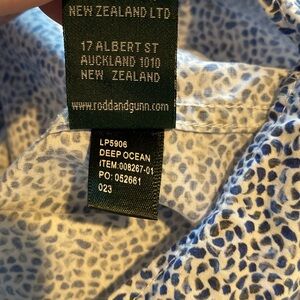 NEW ZEALAND LTD
17 ALBERT ST
AUCKLAND 1010
NEW ZEALAND
www.roddandgunn.com
LP5906
DEEP OCEAN
ITEM:008267-01
PO: 052661
023